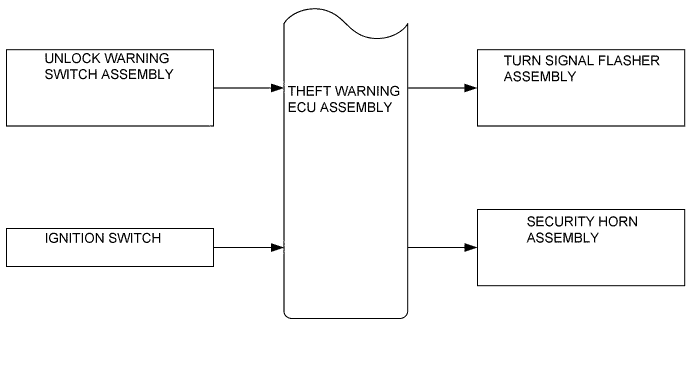 UNLOCK WARNING
SWITCH ASSEMBLY
THEFT WARNING
ECU ASSEMBLY
TURN SIGNAL FLASHER
ASSEMBLY
IGNITION SWITCH
SECURITY HORN
ASSEMBLY